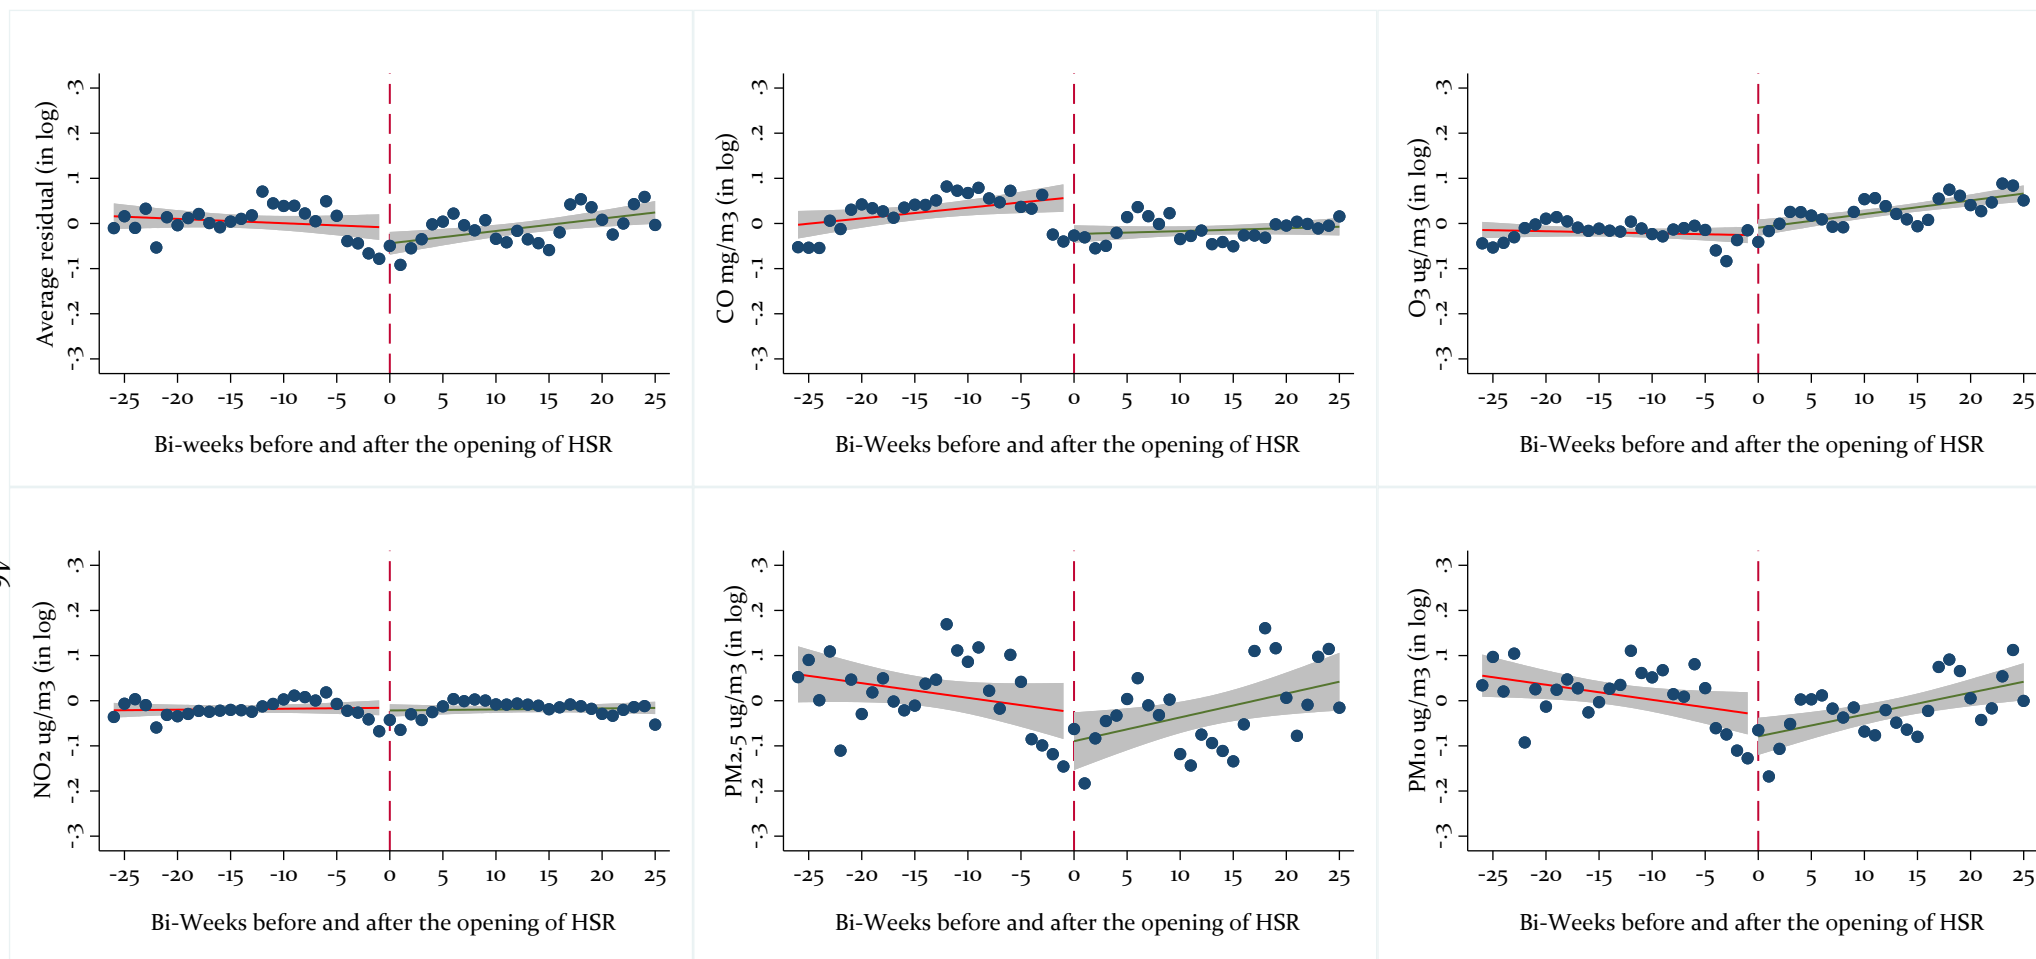 Average residual (in log)
.3
.2
.1
0
-.1
-.2
-.3
-25 -20 -15 -10 -5 0 5 10 15 20 25
Bi-weeks before and after the opening of HSR
CO mg/m3 (in log)
.3
.2
.1
0
-.1
-.2
-.3
-25 -20 -15 -10 -5 0 5 10 15 20 25
Bi-Weeks before and after the opening of HSR
O3 ug/m3 (in log)
.3
.2
.1
0
-.1
-.2
-.3
-25 -20 -15 -10 -5 0 5 10 15 20 25
Bi-Weeks before and after the opening of HSR
NO2 ug/m3 (in log)
.3
.2
.1
0
-.1
-.2
-.3
-25 -20 -15 -10 -5 0 5 10 15 20 25
Bi-Weeks before and after the opening of HSR
PM2.5 ug/m3 (in log)
.3
.2
.1
0
-.1
-.2
-.3
-25 -20 -15 -10 -5 0 5 10 15 20 25
Bi-Weeks before and after the opening of HSR
PM10 ug/m3 (in log)
.3
.2
.1
0
-.1
-.2
-.3
-25 -20 -15 -10 -5 0 5 10 15 20 25
Bi-Weeks before and after the opening of HSR